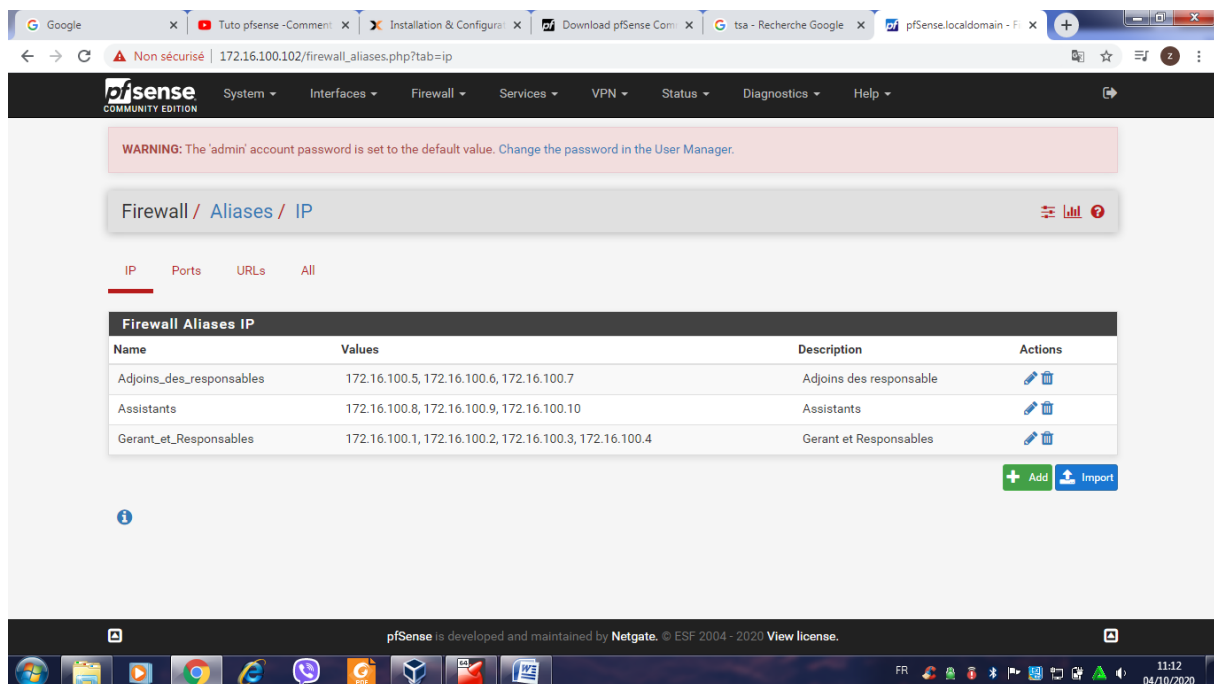 Google
Tuto pfsense -Comment
Installation & Configurat
Download pfSense Com
tsa - Recherche Google
pfSense.localdomain - F
Non sécurisé 172.16.100.102/firewall_aliases.php?tab=ip
z
pfsense
COMMUNITY EDITION
System Interfaces Firewall Services VPN Status Diagnostics Help
WARNING: The 'admin' account password is set to the default value. Change the password in the User Manager.
Firewall / Aliases / IP
IP Ports URLs All
Firewall Aliases IP
Name Values Description Actions
Adjoins_des_responsables 172.16.100.5, 172.16.100.6, 172.16.100.7 Adjoins des responsable
Assistants 172.16.100.8, 172.16.100.9, 172.16.100.10 Assistants
Gerant_et_Responsables 172.16.100.1, 172.16.100.2, 172.16.100.3, 172.16.100.4 Gerant et Responsables
+ Add Import
pfSense is developed and maintained by Netgate. © ESF 2004 - 2020 View license.
G PDF 64 FR 11:12
04/10/2020